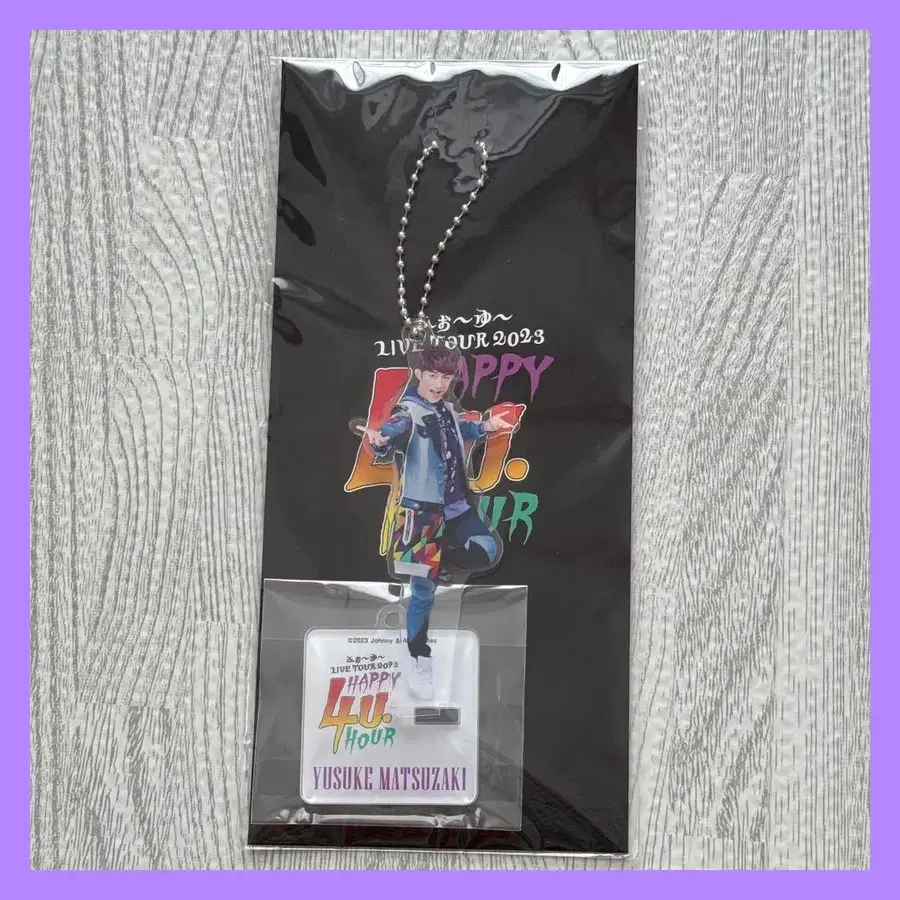 ふぉ〜ゆ〜
LIVE TOUR 2023
HAPPY
4U.
HOUR
©2023 Johnny &
ふぉ〜ゆ〜
LIVE TOUR 2023
HAPPY
4U.
HOUR
YUSUKE MATSUZAKI